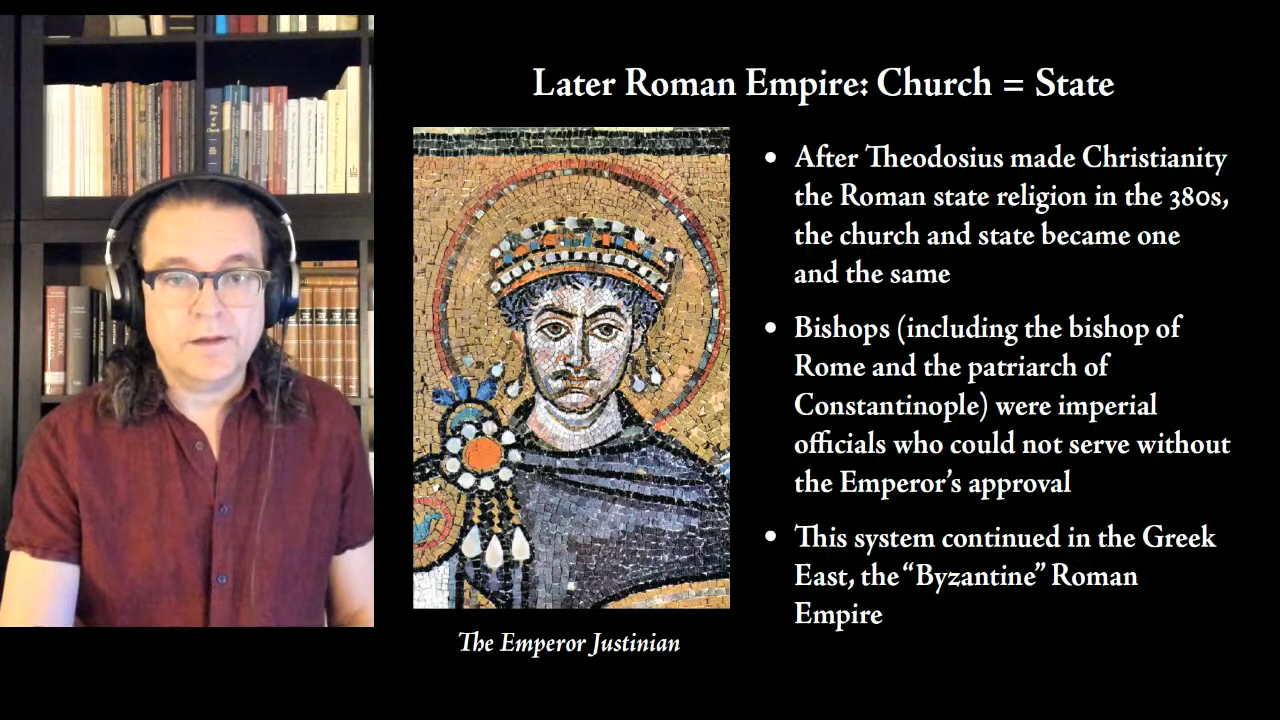 Later Roman Empire: Church = State
• After Theodosius made Christianity
the Roman state religion in the 380s,
the church and state became one
and the same
• Bishops (including the bishop of
Rome and the patriarch of
Constantinople) were imperial
officials who could not serve without
the Emperor's approval
• This system continued in the Greek
East, the “Byzantine” Roman
Empire
The Emperor Justinian